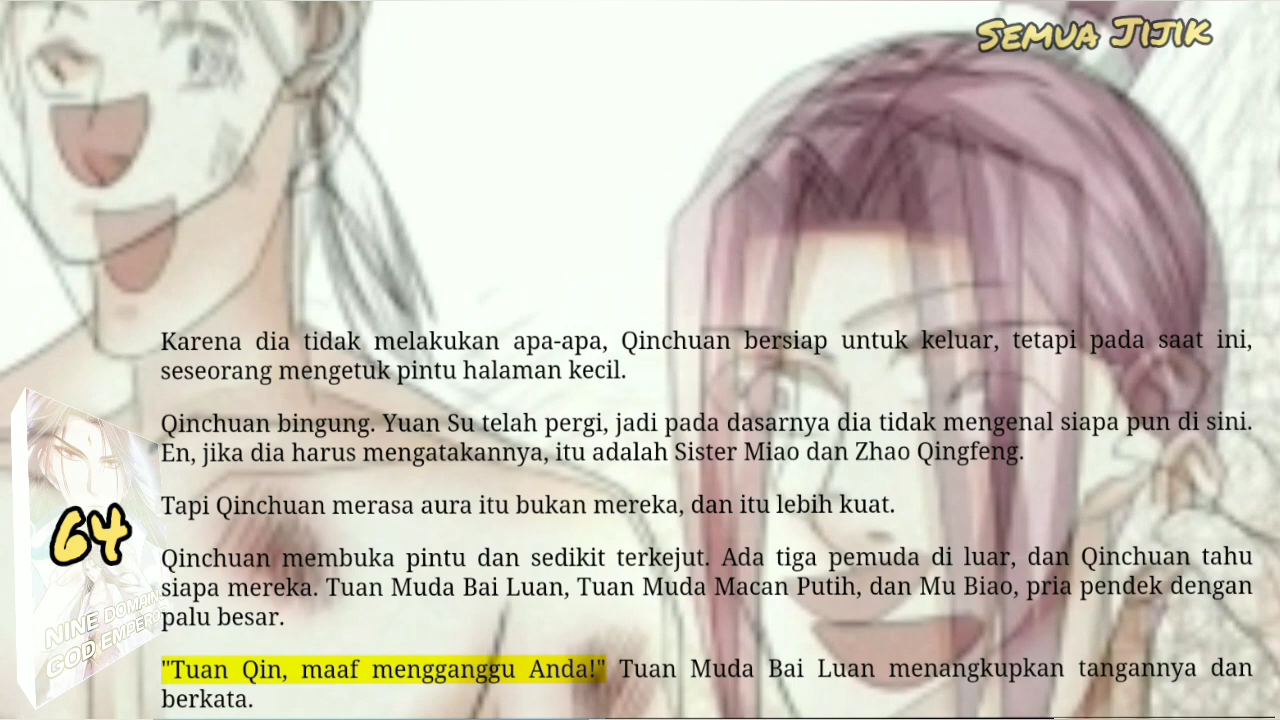 Semua Jijik
Karena dia tidak melakukan apa-apa, Qinchuan bersiap untuk keluar, tetapi pada saat ini,
seseorang mengetuk pintu halaman kecil.
Qinchuan bingung. Yuan Su telah pergi, jadi pada dasarnya dia tidak mengenal siapa pun di sini.
En, jika dia harus mengatakannya, itu adalah Sister Miao dan Zhao Qingfeng.
Tapi Qinchuan merasa aura itu bukan mereka, dan itu lebih kuat.
64
Qinchuan membuka pintu dan sedikit terkejut. Ada tiga pemuda di luar, dan Qinchuan tahu
siapa mereka. Tuan Muda Bai Luan, Tuan Muda Macan Putih, dan Mu Biao, pria pendek dengan
palu besar.
NINE DOMAIN
GOD EMPERO
"Tuan Qin, maaf mengganggu Anda!" Tuan Muda Bai Luan menangkupkan tangannya dan
berkata.